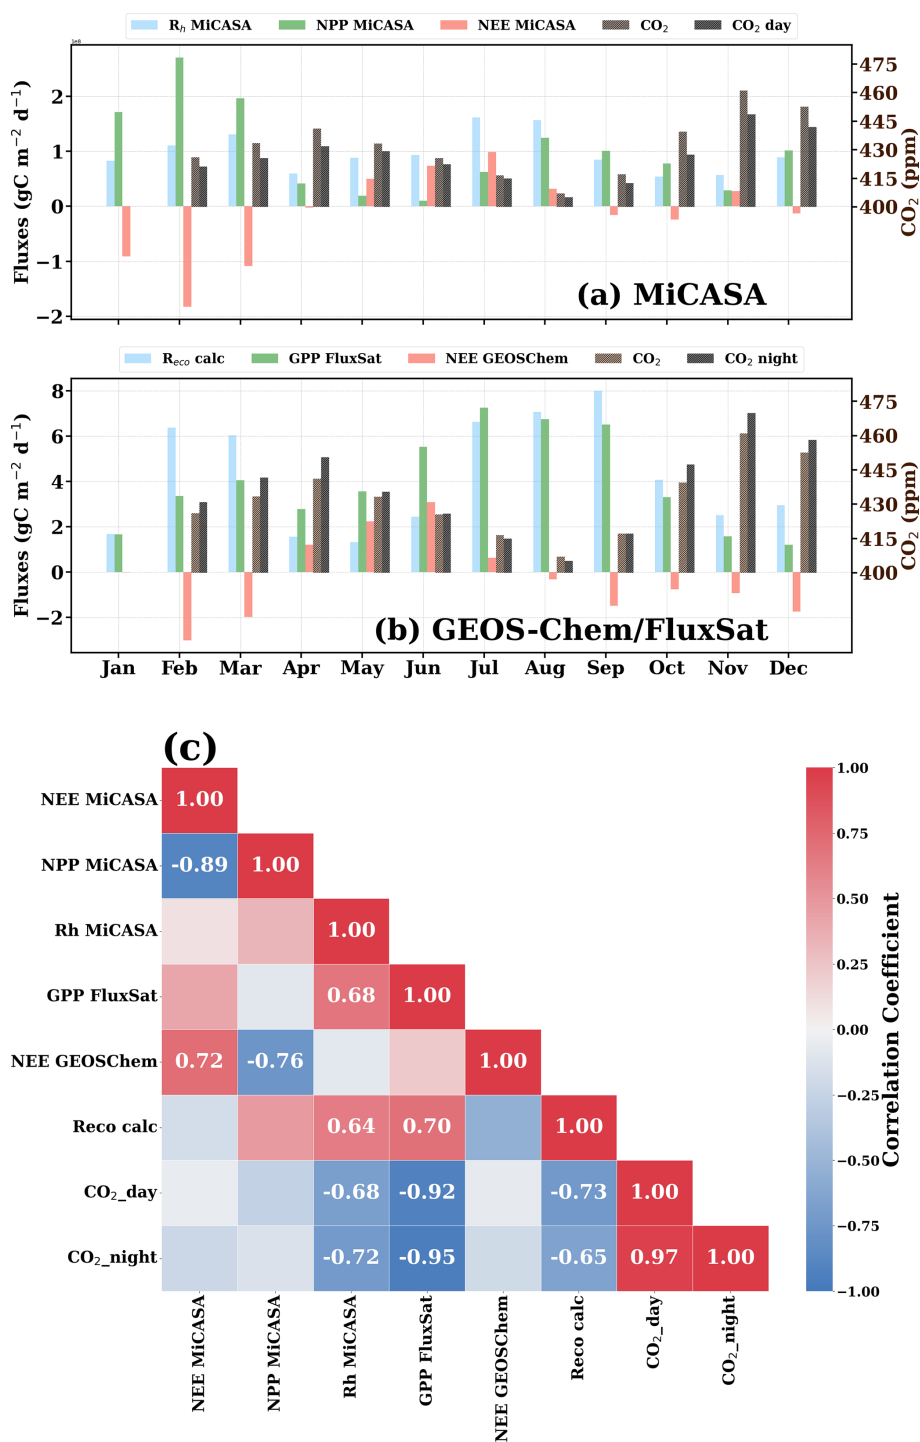 R_h MiCASA NPP MiCASA NEE MiCASA CO₂ CO₂ day
1e8
Fluxes (gC m⁻² d⁻¹)
2
1
0
−1
−2
475
460
445
430
415
400
CO₂ (ppm)
(a) MiCASA
R_eco calc GPP FluxSat NEE GEOSChem CO₂ CO₂ night
Fluxes (gC m⁻² d⁻¹)
8
6
4
2
0
−2
475
460
445
430
415
400
CO₂ (ppm)
(b) GEOS-Chem/FluxSat
Jan Feb Mar Apr May Jun Jul Aug Sep Oct Nov Dec
(c)
NEE MiCASA 1.00
NPP MiCASA -0.89 1.00
Rh MiCASA 1.00
GPP FluxSat 0.68 1.00
NEE GEOSChem 0.72 -0.76 1.00
Reco calc 0.64 0.70 1.00
CO₂_day -0.68 -0.92 -0.73 1.00
CO₂_night -0.72 -0.95 -0.65 0.97 1.00
NEE MiCASA
NPP MiCASA
Rh MiCASA
GPP FluxSat
NEE GEOSChem
Reco calc
CO₂_day
CO₂_night
1.00
0.75
0.50
0.25
0.00
−0.25
−0.50
−0.75
−1.00
Correlation Coefficient